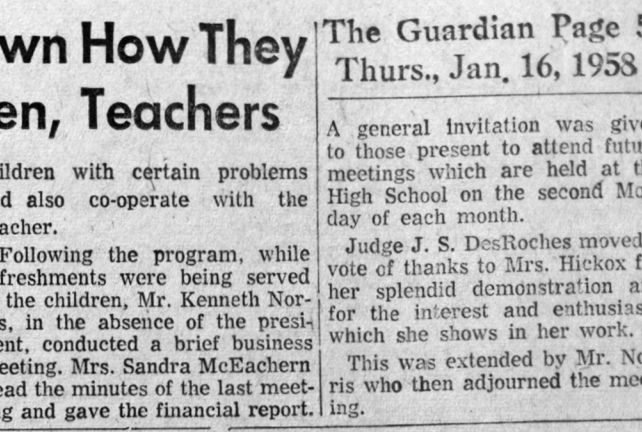 wn How They
en, Teachers
ildren with certain problems
d also co-operate with the
acher.
Following the program, while
freshments were being served
the children, Mr. Kenneth Nor-
s, in the absence of the presi-
ent, conducted a brief business
eeting. Mrs. Sandra McEachern
ead the minutes of the last meet-
g and gave the financial report.
The Guardian Page 5
Thurs., Jan. 16, 1958
A general invitation was give
to those present to attend futu
meetings which are held at t
High School on the second Mo
day of each month.
Judge J. S. DesRoches moved
vote of thanks to Mrs. Hickox f
her splendid demonstration a
for the interest and enthusias
which she shows in her work.
This was extended by Mr. No
ris who then adjourned the mee
ing.